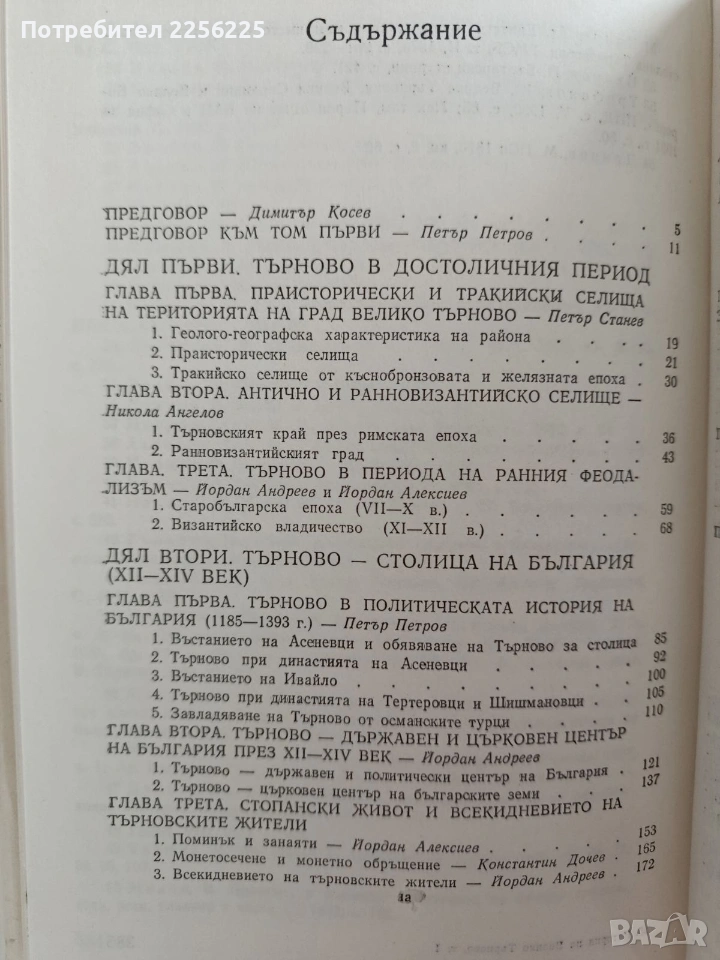 Потребител 2256225
Съдържание
ПРЕДГОВОР — Димитър Косев . . . . . . . 5
ПРЕДГОВОР КЪМ ТОМ ПЪРВИ — Петър Петров . . . . 11
ДЯЛ ПЪРВИ. ТЪРНОВО В ДОСТОЛИЧНИЯ ПЕРИОД
ГЛАВА ПЪРВА. ПРАИСТОРИЧЕСКИ И ТРАКИЙСКИ СЕЛИЩА
НА ТЕРИТОРИЯТА НА ГРАД ВЕЛИКО ТЪРНОВО — Петър Станев
1. Геолого-географска характеристика на района . . . . 19
2. Праисторически селища . . . . . . . 21
3. Тракийско селище от къснобронзовата и желязната епоха . 30
ГЛАВА ВТОРА. АНТИЧНО И РАННОВИЗАНТИЙСКО СЕЛИЩЕ —
Никола Ангелов
1. Търновският край през римската епоха . . . . . 36
2. Ранновизантийският град . . . . . . . 43
ГЛАВА. ТРЕТА. ТЪРНОВО В ПЕРИОДА НА РАННИЯ ФЕОДА-
ЛИЗЪМ — Йордан Андреев и Йордан Алексиев
1. Старобългарска епоха (VII—X в.) . . . . . . 59
2. Византийско владичество (XI—XII в.) . . . . . 68
ДЯЛ ВТОРИ. ТЪРНОВО — СТОЛИЦА НА БЪЛГАРИЯ
(XII—XIV ВЕК)
ГЛАВА ПЪРВА. ТЪРНОВО В ПОЛИТИЧЕСКАТА ИСТОРИЯ НА
БЪЛГАРИЯ (1185—1393 г.) — Петър Петров
1. Въстанието на Асеневци и обявяване на Търново за столица 85
2. Търново при династията на Асеневци . . . . . 92
3. Въстанието на Ивайло . . . . . . . . 100
4. Търново при династията на Тертеровци и Шишмановци . . 105
5. Завладяване на Търново от османските турци . . . . 110
ГЛАВА ВТОРА. ТЪРНОВО — ДЪРЖАВЕН И ЦЪРКОВЕН ЦЕНТЪР
НА БЪЛГАРИЯ ПРЕЗ XII—XIV ВЕК — Йордан Андреев
1. Търново — държавен и политически център на България . 121
2. Търново — църковен център на българските земи . . . 137
ГЛАВА ТРЕТА. СТОПАНСКИ ЖИВОТ И ВСЕКИДНЕВИЕТО НА
ТЪРНОВСКИТЕ ЖИТЕЛИ
1. Поминък и занаяти — Йордан Алексиев . . . . . 153
2. Монетосечене и монетно обръщение — Константин Дочев . 165
3. Всекидневието на търновските жители — Йордан Андреев . 172
BAZAR